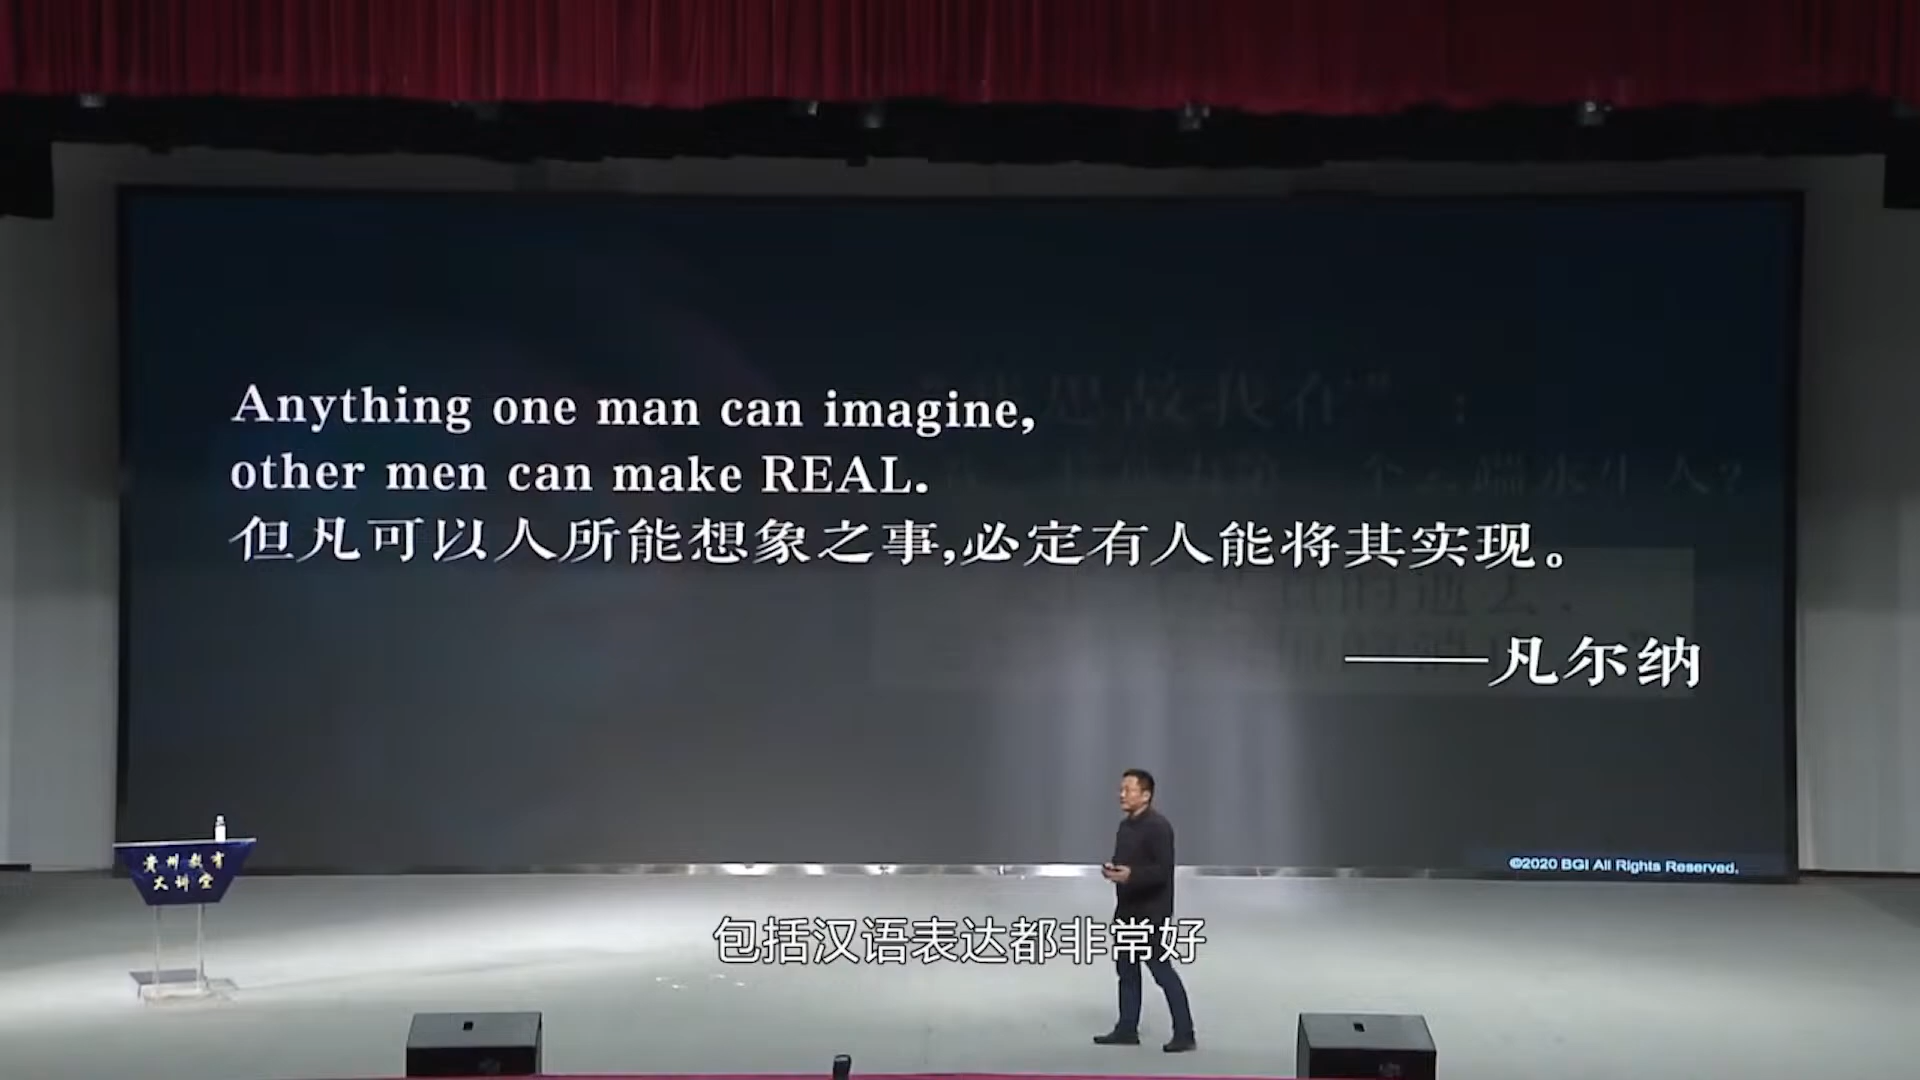 Anything one man can imagine,
other men can make REAL.
但凡可以人所能想象之事,必定有人能将其实现。
——凡尔纳
©2020 BGI All Rights Reserved.
贵州教育
大讲堂
包括汉语表达都非常好